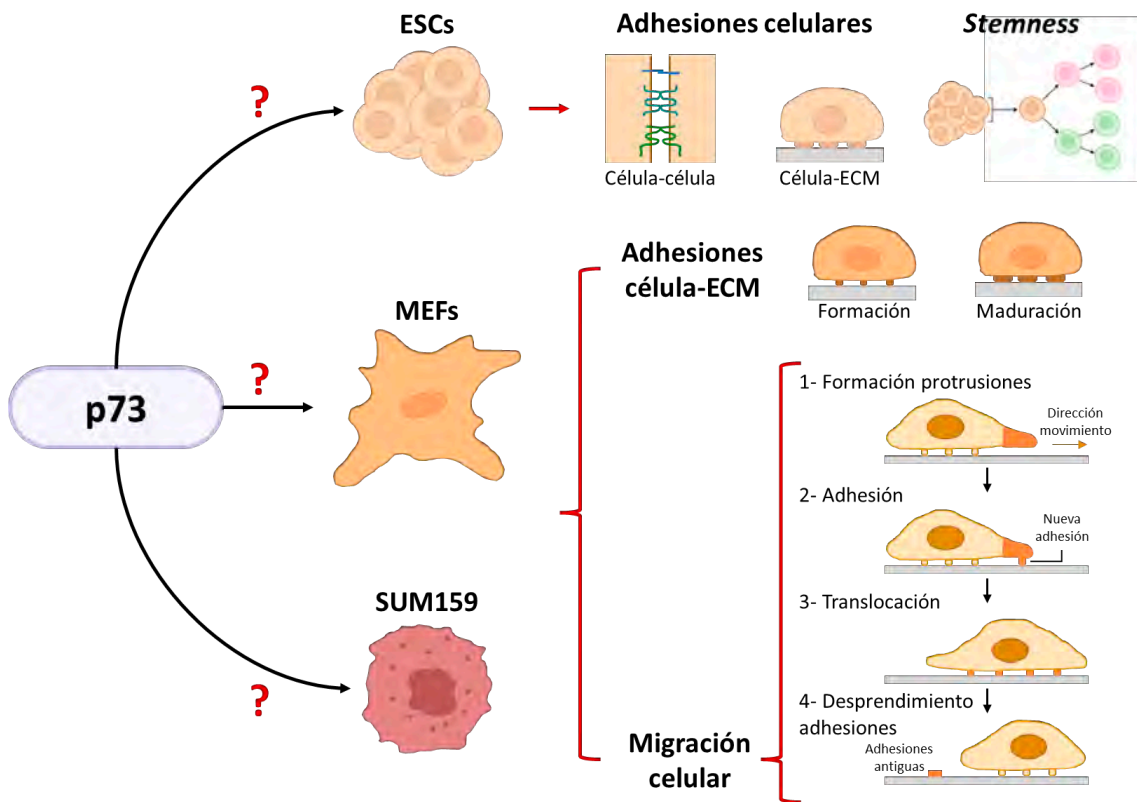 ESCs
Adhesiones celulares
Stemness
?
Célula-célula
Célula-ECM
Adhesiones
célula-ECM
Formación
Maduración
MEFs
?
p73
1- Formación protrusiones
Dirección
movimiento
2- Adhesión
Nueva
adhesión
SUM159
?
3- Translocación
4- Desprendimiento
adhesiones
Adhesiones
antiguas
Migración
celular